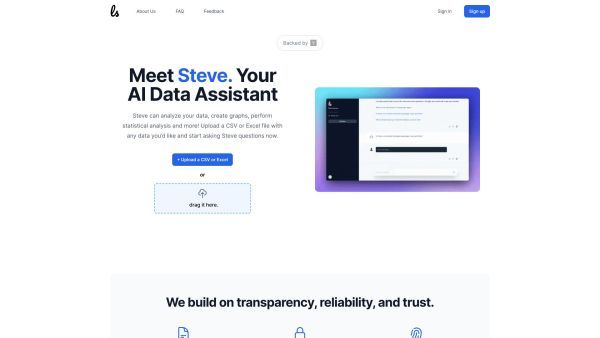 ls
About Us
FAQ
Feedback
Sign in
Sign up
Backed by Y
Meet Steve. Your
AI Data Assistant
Steve can analyze your data, create graphs, perform
statistical analysis and more! Upload a CSV or Excel file with
any data you'd like and start asking Steve questions now.
+ Upload a CSV or Excel
or
drag it here.
We build on transparency, reliability, and trust.